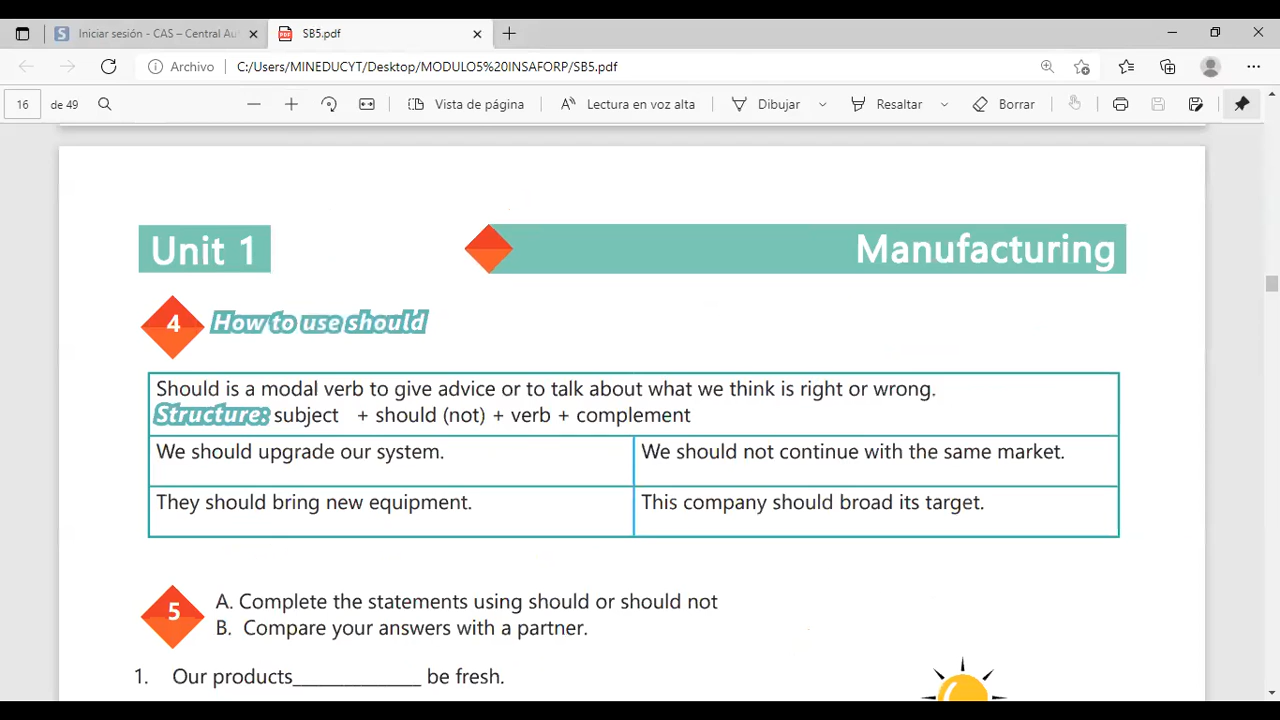 Iniciar sesión - CAS – Central Au
SB5.pdf
Archivo
C:/Users/MINEDUCYT/Desktop/MODULO5%20INSAFORP/SB5.pdf
16
de 49
Vista de página
Lectura en voz alta
Dibujar
Resaltar
Borrar
Unit 1
Manufacturing
4
How to use should
Should is a modal verb to give advice or to talk about what we think is right or wrong.
Structure: subject + should (not) + verb + complement
We should upgrade our system.
We should not continue with the same market.
They should bring new equipment.
This company should broad its target.
5
A. Complete the statements using should or should not
B. Compare your answers with a partner.
1. Our products______________ be fresh.